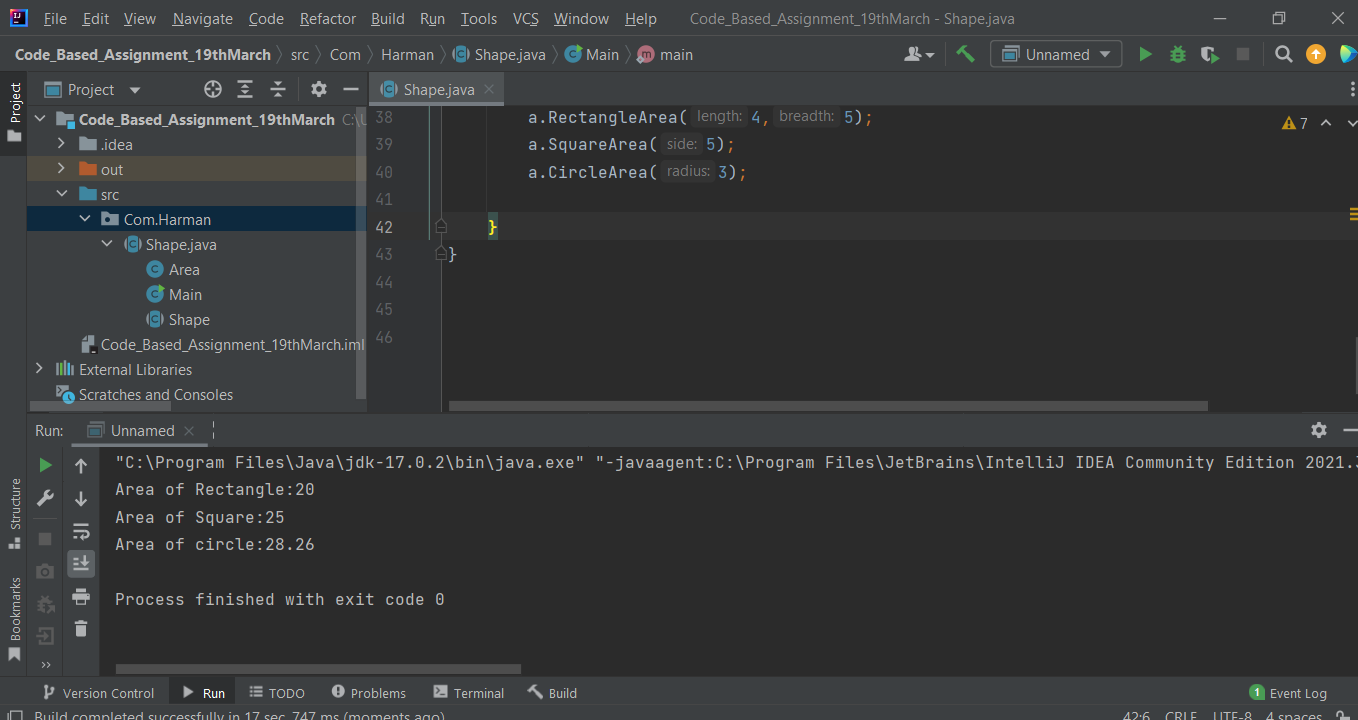 File Edit View Navigate Code Refactor Build Run Tools VCS Window Help Code_Based_Assignment_19thMarch - Shape.java
Code_Based_Assignment_19thMarch src Com Harman Shape.java Main main Unnamed
Project
Project
Shape.java
Code_Based_Assignment_19thMarch
.idea
out
src
Com.Harman
Shape.java
Area
Main
Shape
Code_Based_Assignment_19thMarch.iml
External Libraries
Scratches and Consoles
38 a.RectangleArea( length: 4, breadth: 5);
39 a.SquareArea( side: 5);
40 a.CircleArea( radius: 3);
41
42 }
43 }
44
45
46
7
Run: Unnamed
"C:\Program Files\Java\jdk-17.0.2\bin\java.exe" "-javaagent:C:\Program Files\JetBrains\IntelliJ IDEA Community Edition 2021.
Area of Rectangle:20
Area of Square:25
Area of circle:28.26
Process finished with exit code 0
Structure
Bookmarks
Version Control Run TODO Problems Terminal Build 1 Event Log
Build completed successfully in 17 sec, 747 ms (moments ago) 42:6 CRLF UTF-8 4 spaces